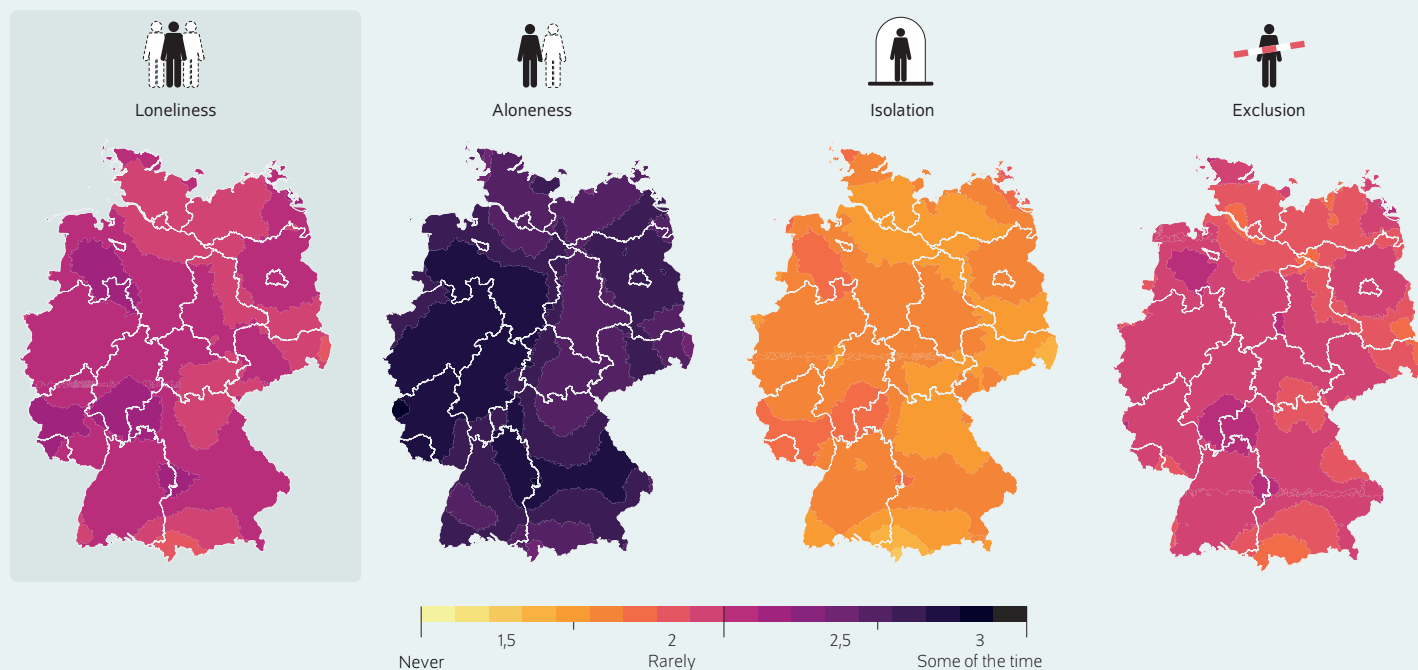 Loneliness
Aloneness
Isolation
Exclusion
1,5
2
2,5
3
Never
Rarely
Some of the time